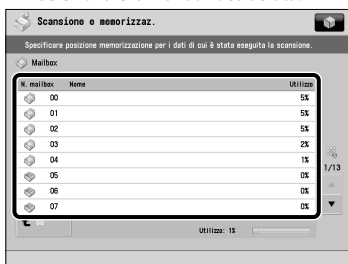 Scansione e memorizzaz.
Specificare posizione memorizzazione per i dati di cui è stata eseguita la scansione.
Mailbox
N. mailbox Nome Utilizzo
00 5%
01 5%
02 5%
03 2%
04 1%
05 0%
06 0%
07 0%
1/13
Utilizzo: 1%